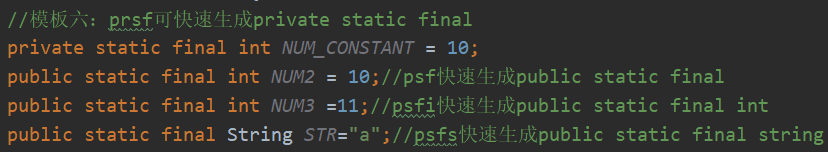 //模板六：prsf可快速生成private static final
private static final int NUM_CONSTANT = 10;
public static final int NUM2 = 10;//psf快速生成public static final
public static final int NUM3 =11;//psfi快速生成public static final int
public static final String STR="a";//psfs快速生成public static final string